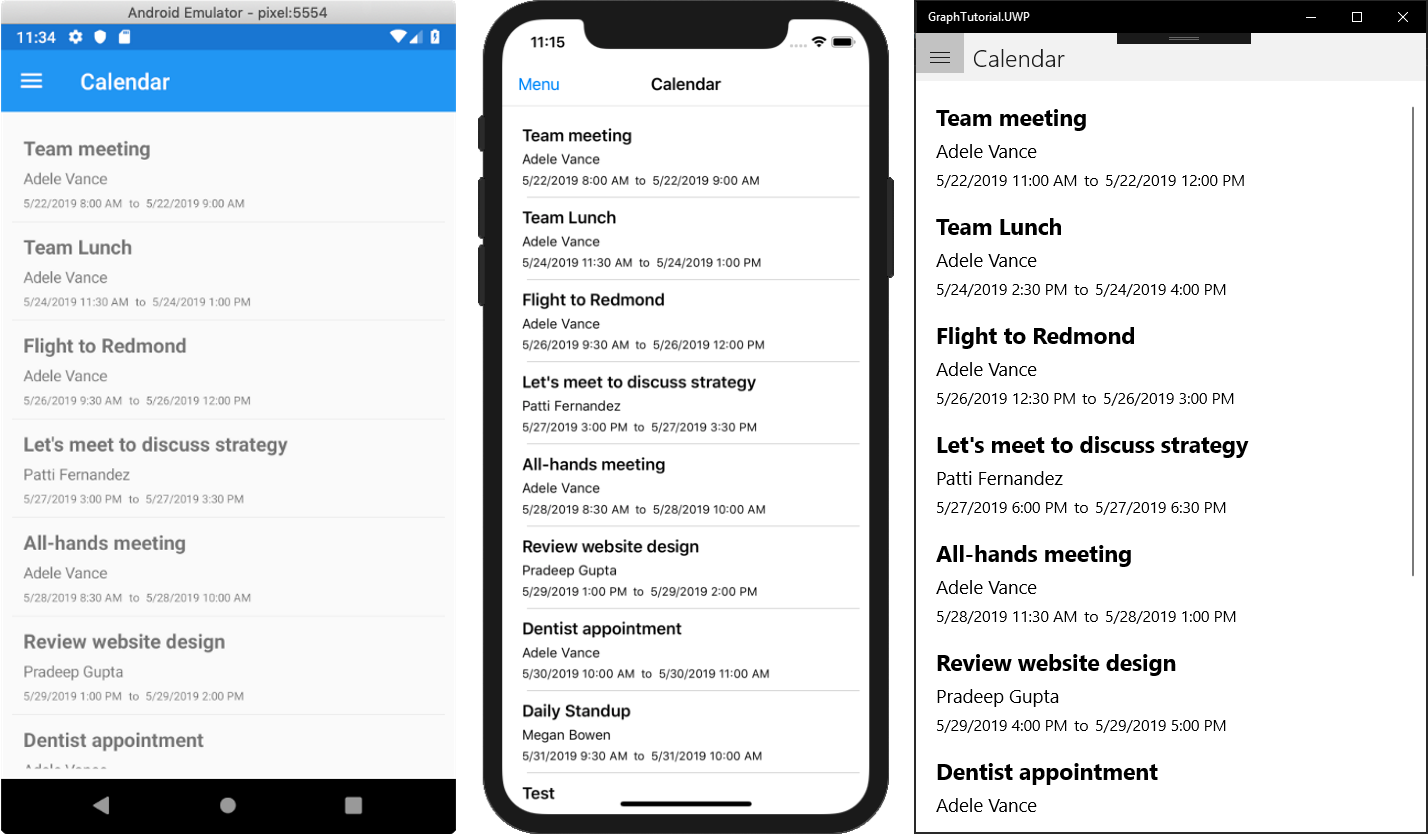 Android Emulator - pixel:5554
11:34
Calendar
Team meeting
Adele Vance
5/22/2019 8:00 AM to 5/22/2019 9:00 AM
Team Lunch
Adele Vance
5/24/2019 11:30 AM to 5/24/2019 1:00 PM
Flight to Redmond
Adele Vance
5/26/2019 9:30 AM to 5/26/2019 12:00 PM
Let's meet to discuss strategy
Patti Fernandez
5/27/2019 3:00 PM to 5/27/2019 3:30 PM
All-hands meeting
Adele Vance
5/28/2019 8:30 AM to 5/28/2019 10:00 AM
Review website design
Pradeep Gupta
5/29/2019 1:00 PM to 5/29/2019 2:00 PM
Dentist appointment
Adele Vance
11:15
Menu Calendar
Team meeting
Adele Vance
5/22/2019 8:00 AM to 5/22/2019 9:00 AM
Team Lunch
Adele Vance
5/24/2019 11:30 AM to 5/24/2019 1:00 PM
Flight to Redmond
Adele Vance
5/26/2019 9:30 AM to 5/26/2019 12:00 PM
Let's meet to discuss strategy
Patti Fernandez
5/27/2019 3:00 PM to 5/27/2019 3:30 PM
All-hands meeting
Adele Vance
5/28/2019 8:30 AM to 5/28/2019 10:00 AM
Review website design
Pradeep Gupta
5/29/2019 1:00 PM to 5/29/2019 2:00 PM
Dentist appointment
Adele Vance
5/30/2019 10:00 AM to 5/30/2019 11:00 AM
Daily Standup
Megan Bowen
5/31/2019 9:30 AM to 5/31/2019 10:00 AM
Test
GraphTutorial.UWP
Calendar
Team meeting
Adele Vance
5/22/2019 11:00 AM to 5/22/2019 12:00 PM
Team Lunch
Adele Vance
5/24/2019 2:30 PM to 5/24/2019 4:00 PM
Flight to Redmond
Adele Vance
5/26/2019 12:30 PM to 5/26/2019 3:00 PM
Let's meet to discuss strategy
Patti Fernandez
5/27/2019 6:00 PM to 5/27/2019 6:30 PM
All-hands meeting
Adele Vance
5/28/2019 11:30 AM to 5/28/2019 1:00 PM
Review website design
Pradeep Gupta
5/29/2019 4:00 PM to 5/29/2019 5:00 PM
Dentist appointment
Adele Vance